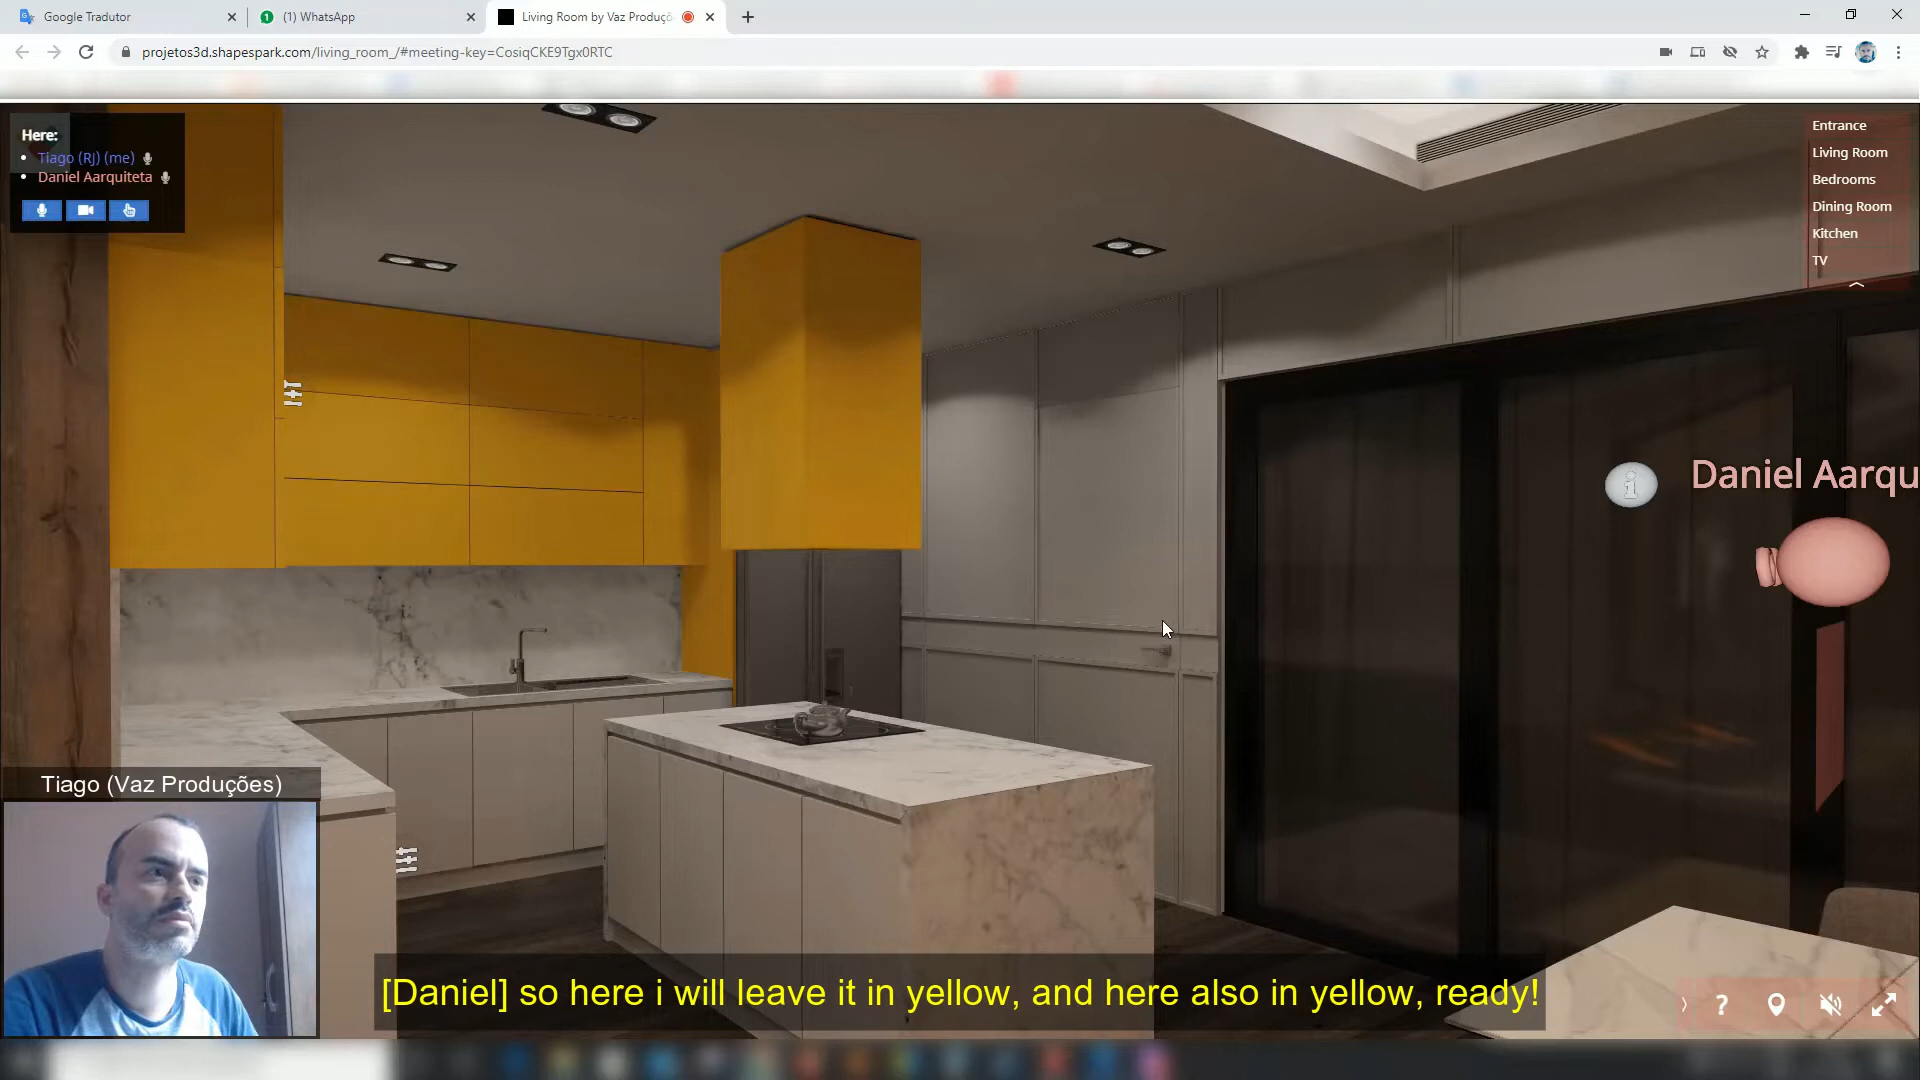 Google Tradutor
(1) WhatsApp
Living Room by Vaz Produçõ
projetos3d.shapespark.com/living_room_/#meeting-key=CosiqCKE9Tgx0RTC
Here:
Tiago (RJ) (me)
Daniel Aarquiteta
Entrance
Living Room
Bedrooms
Dining Room
Kitchen
TV
Daniel Aarqu
Tiago (Vaz Produções)
[Daniel] so here i will leave it in yellow, and here also in yellow, ready!